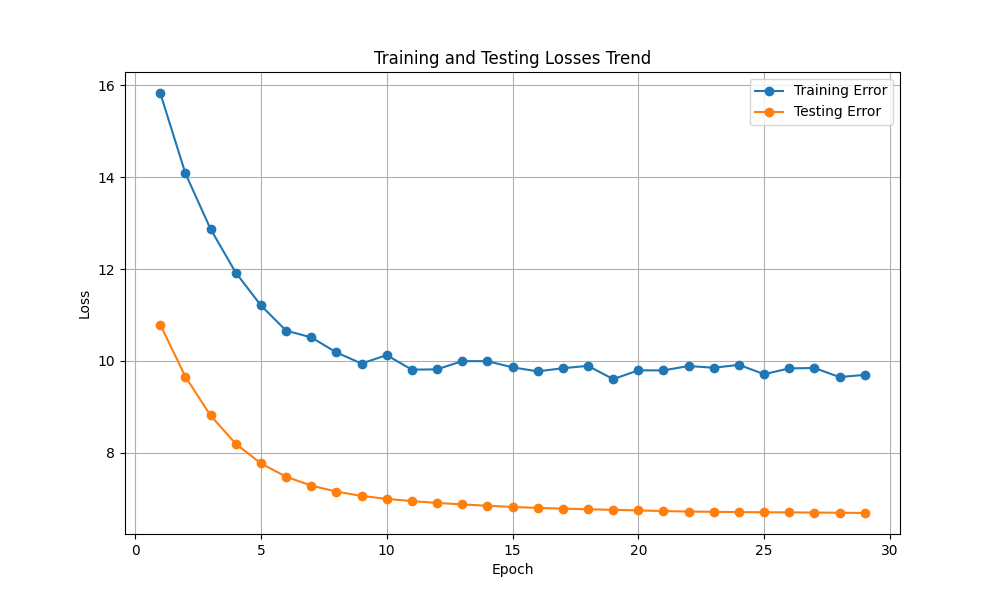 Training and Testing Losses Trend
Training Error
Testing Error
16
14
12
10
8
Loss
0 5 10 15 20 25 30
Epoch